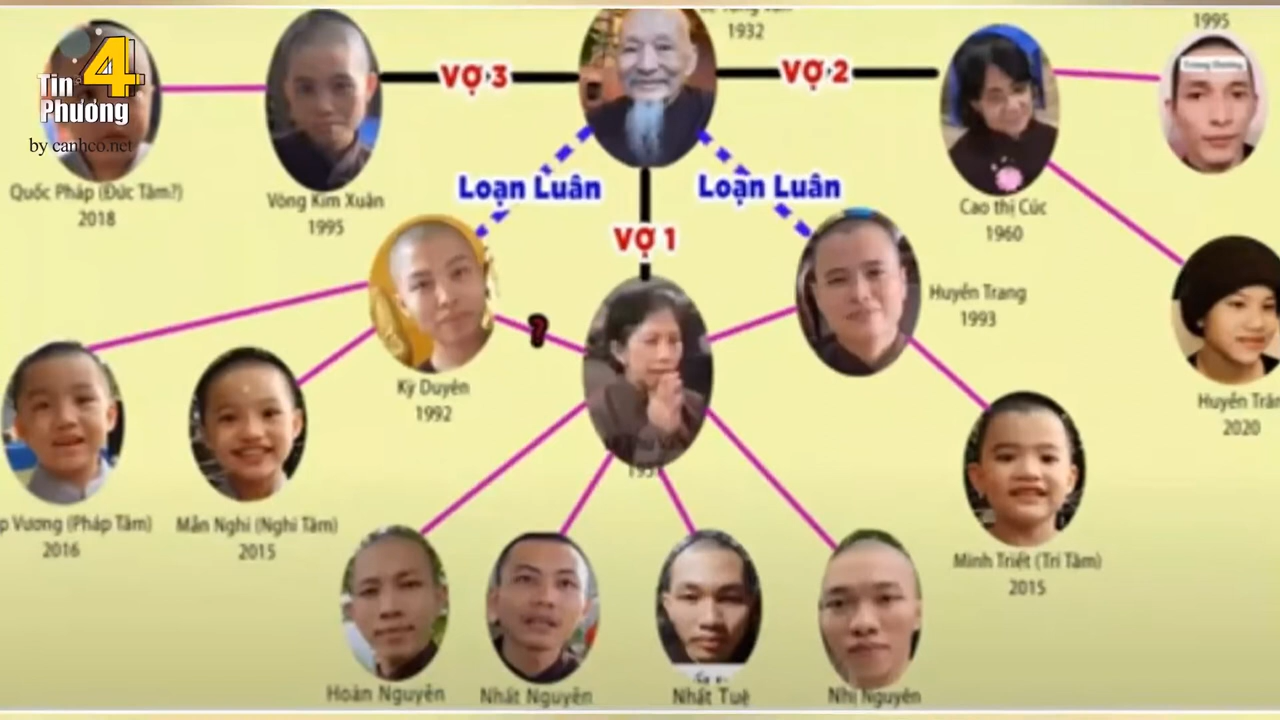 1932
1995
Tin 4
Phương
by canhco.net
VỢ 3
VỢ 2
Quốc Pháp (Đức Tâm?)
2018
Vòng Kim Xuân
1995
Loạn Luân
Loạn Luân
Cao thị Cúc
1960
VỢ 1
Huyền Trang
1993
?
Kỳ Duyên
1992
Huyền Trân
2020
Vương (Pháp Tâm)
2016
Mẫn Nghi (Nghi Tâm)
2015
Minh Triết (Trí Tâm)
2015
Hoàn Nguyên
Nhất Nguyên
Nhất Tuệ
Nhị Nguyên